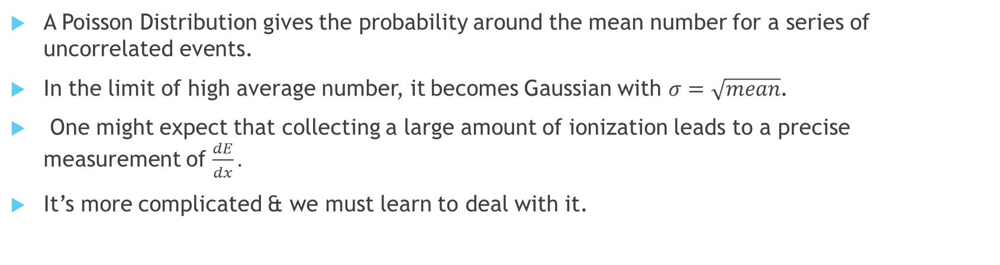 A Poisson Distribution gives the probability around the mean number for a series of
uncorrelated events.
In the limit of high average number, it becomes Gaussian with σ = √mean.
One might expect that collecting a large amount of ionization leads to a precise
measurement of dE/dx.
It’s more complicated & we must learn to deal with it.